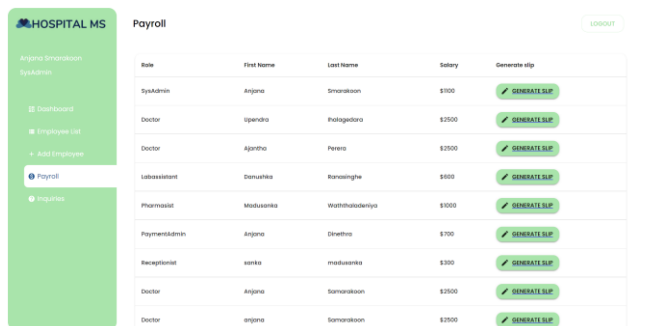 HOSPITAL MS
Anjana Smarakoon
SysAdmin
Dashboard
Employee List
+ Add Employee
Payroll
Inquiries
Payroll
LOGOUT
Role First Name Last Name Salary Generate slip
SysAdmin Anjana Smarakoon $1100 GENERATE SLIP
Doctor Upendra Ihalagedara $2500 GENERATE SLIP
Doctor Ajantha Perera $2500 GENERATE SLIP
Labassistant Danushka Ranasinghe $600 GENERATE SLIP
Pharmasist Madusanka Waththaladeniya $1000 GENERATE SLIP
PaymentAdmin Anjana Dinethra $700 GENERATE SLIP
Receptionist sanka madusanka $300 GENERATE SLIP
Doctor Anjana Samarakoon $2500 GENERATE SLIP
Doctor anjana Samarakoon $2500 GENERATE SLIP